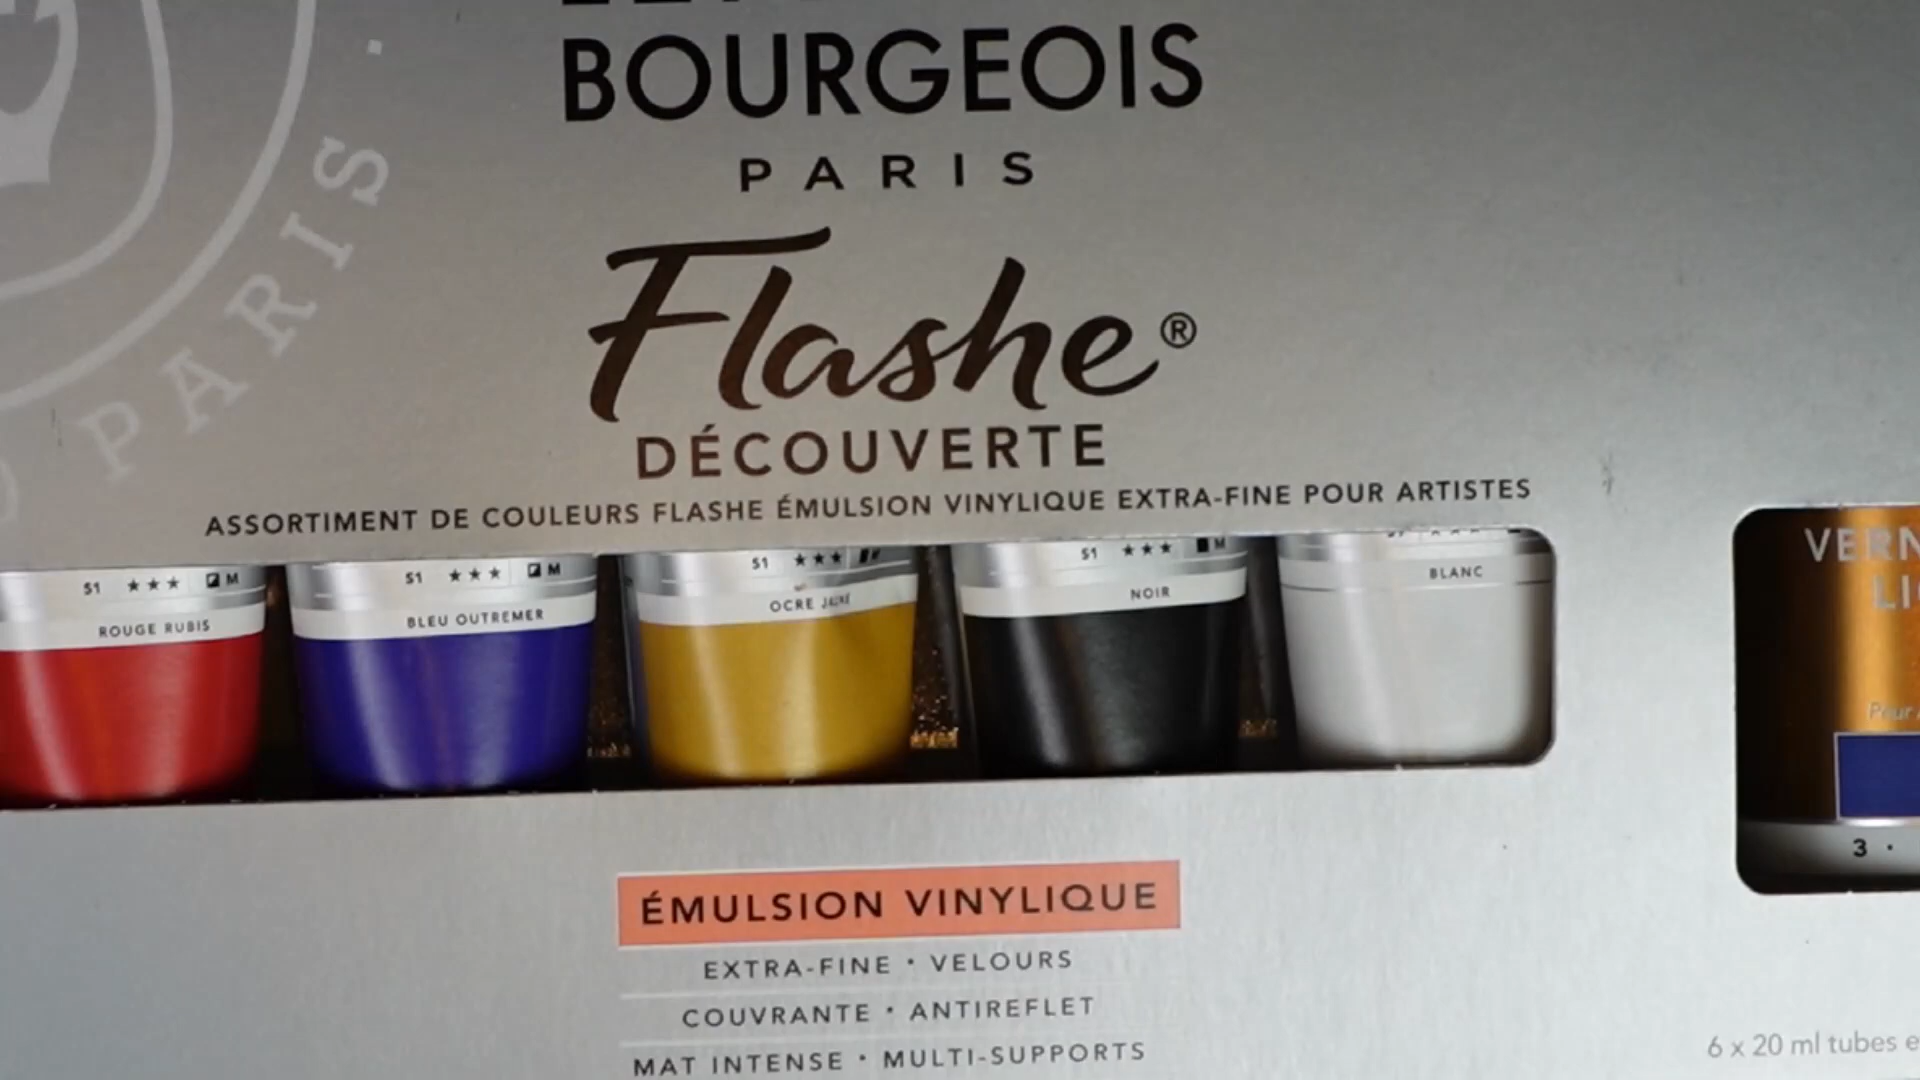 BOURGEOIS
PARIS
PARIS
Flashe®
DÉCOUVERTE
ASSORTIMENT DE COULEURS FLASHE ÉMULSION VINYLIQUE EXTRA-FINE POUR ARTISTES
S1 ★★★ M
ROUGE RUBIS
S1 ★★★ M
BLEU OUTREMER
S1 ★★★
OCRE JAUNE
S1 ★★★ M
NOIR
BLANC
3 ·
ÉMULSION VINYLIQUE
EXTRA-FINE • VELOURS
COUVRANTE • ANTIREFLET
MAT INTENSE • MULTI-SUPPORTS
6 x 20 ml tubes